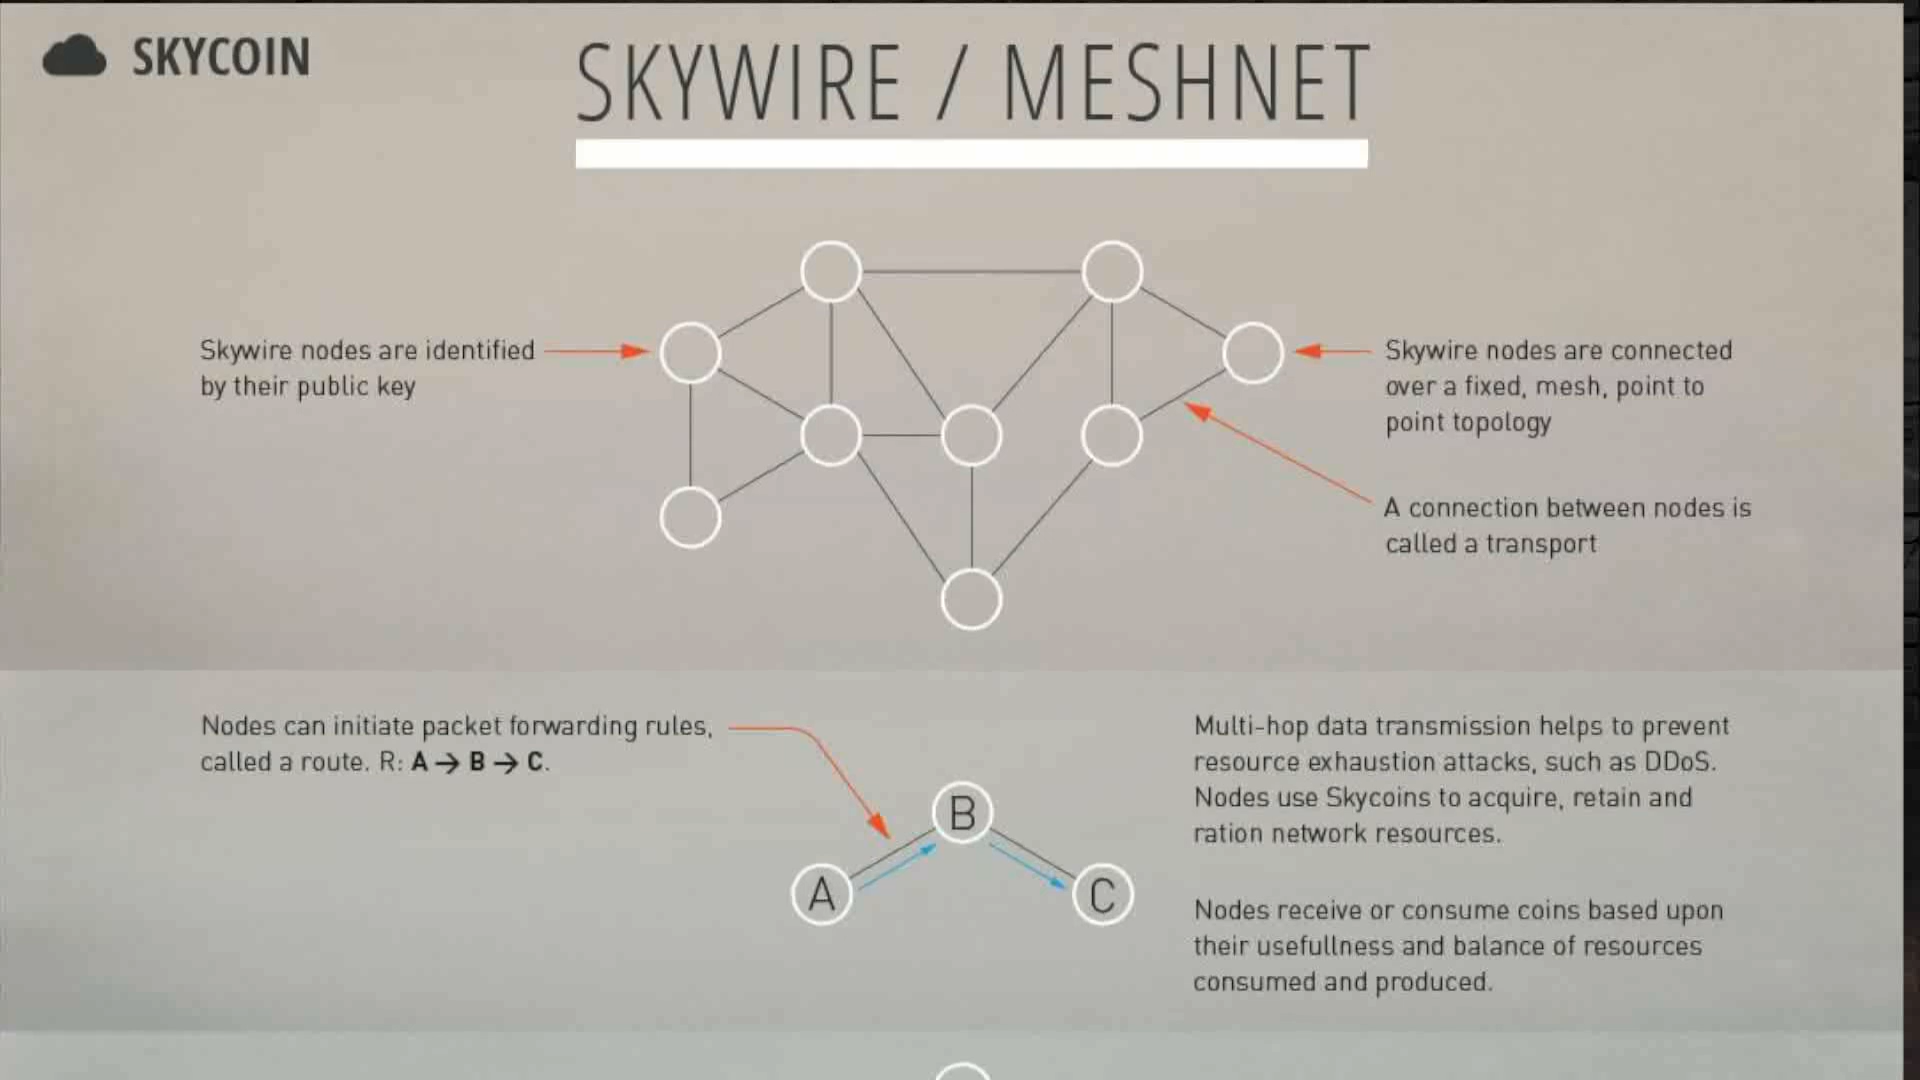 SKYCOIN
SKYWIRE / MESHNET
Skywire nodes are identified
by their public key
Skywire nodes are connected
over a fixed, mesh, point to
point topology
A connection between nodes is
called a transport
Nodes can initiate packet forwarding rules,
called a route. R: A → B → C.
Multi-hop data transmission helps to prevent
resource exhaustion attacks, such as DDoS.
Nodes use Skycoins to acquire, retain and
ration network resources.
B
A
C
Nodes receive or consume coins based upon
their usefullness and balance of resources
consumed and produced.